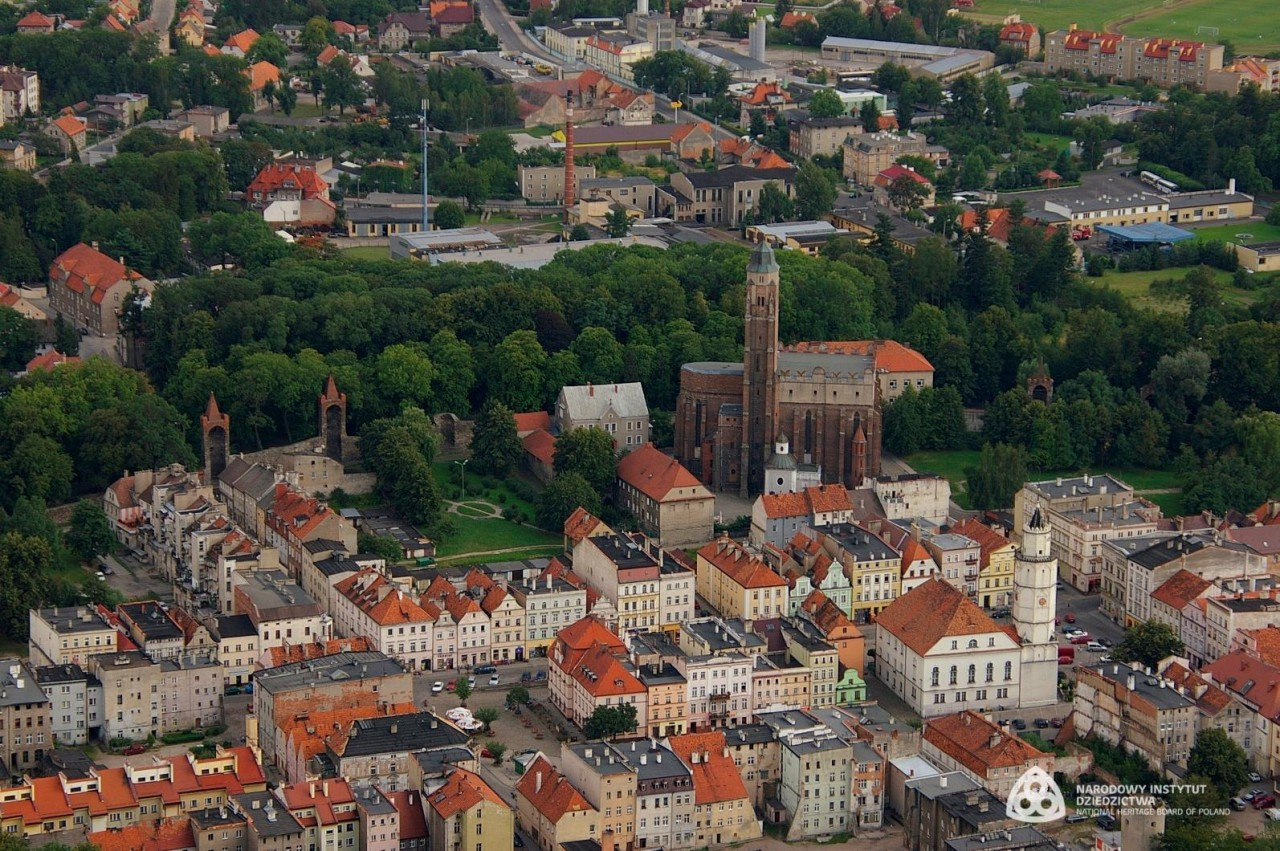 NARODOWY INSTYTUT
DZIEDZICTWA
NATIONAL HERITAGE BOARD OF POLAND